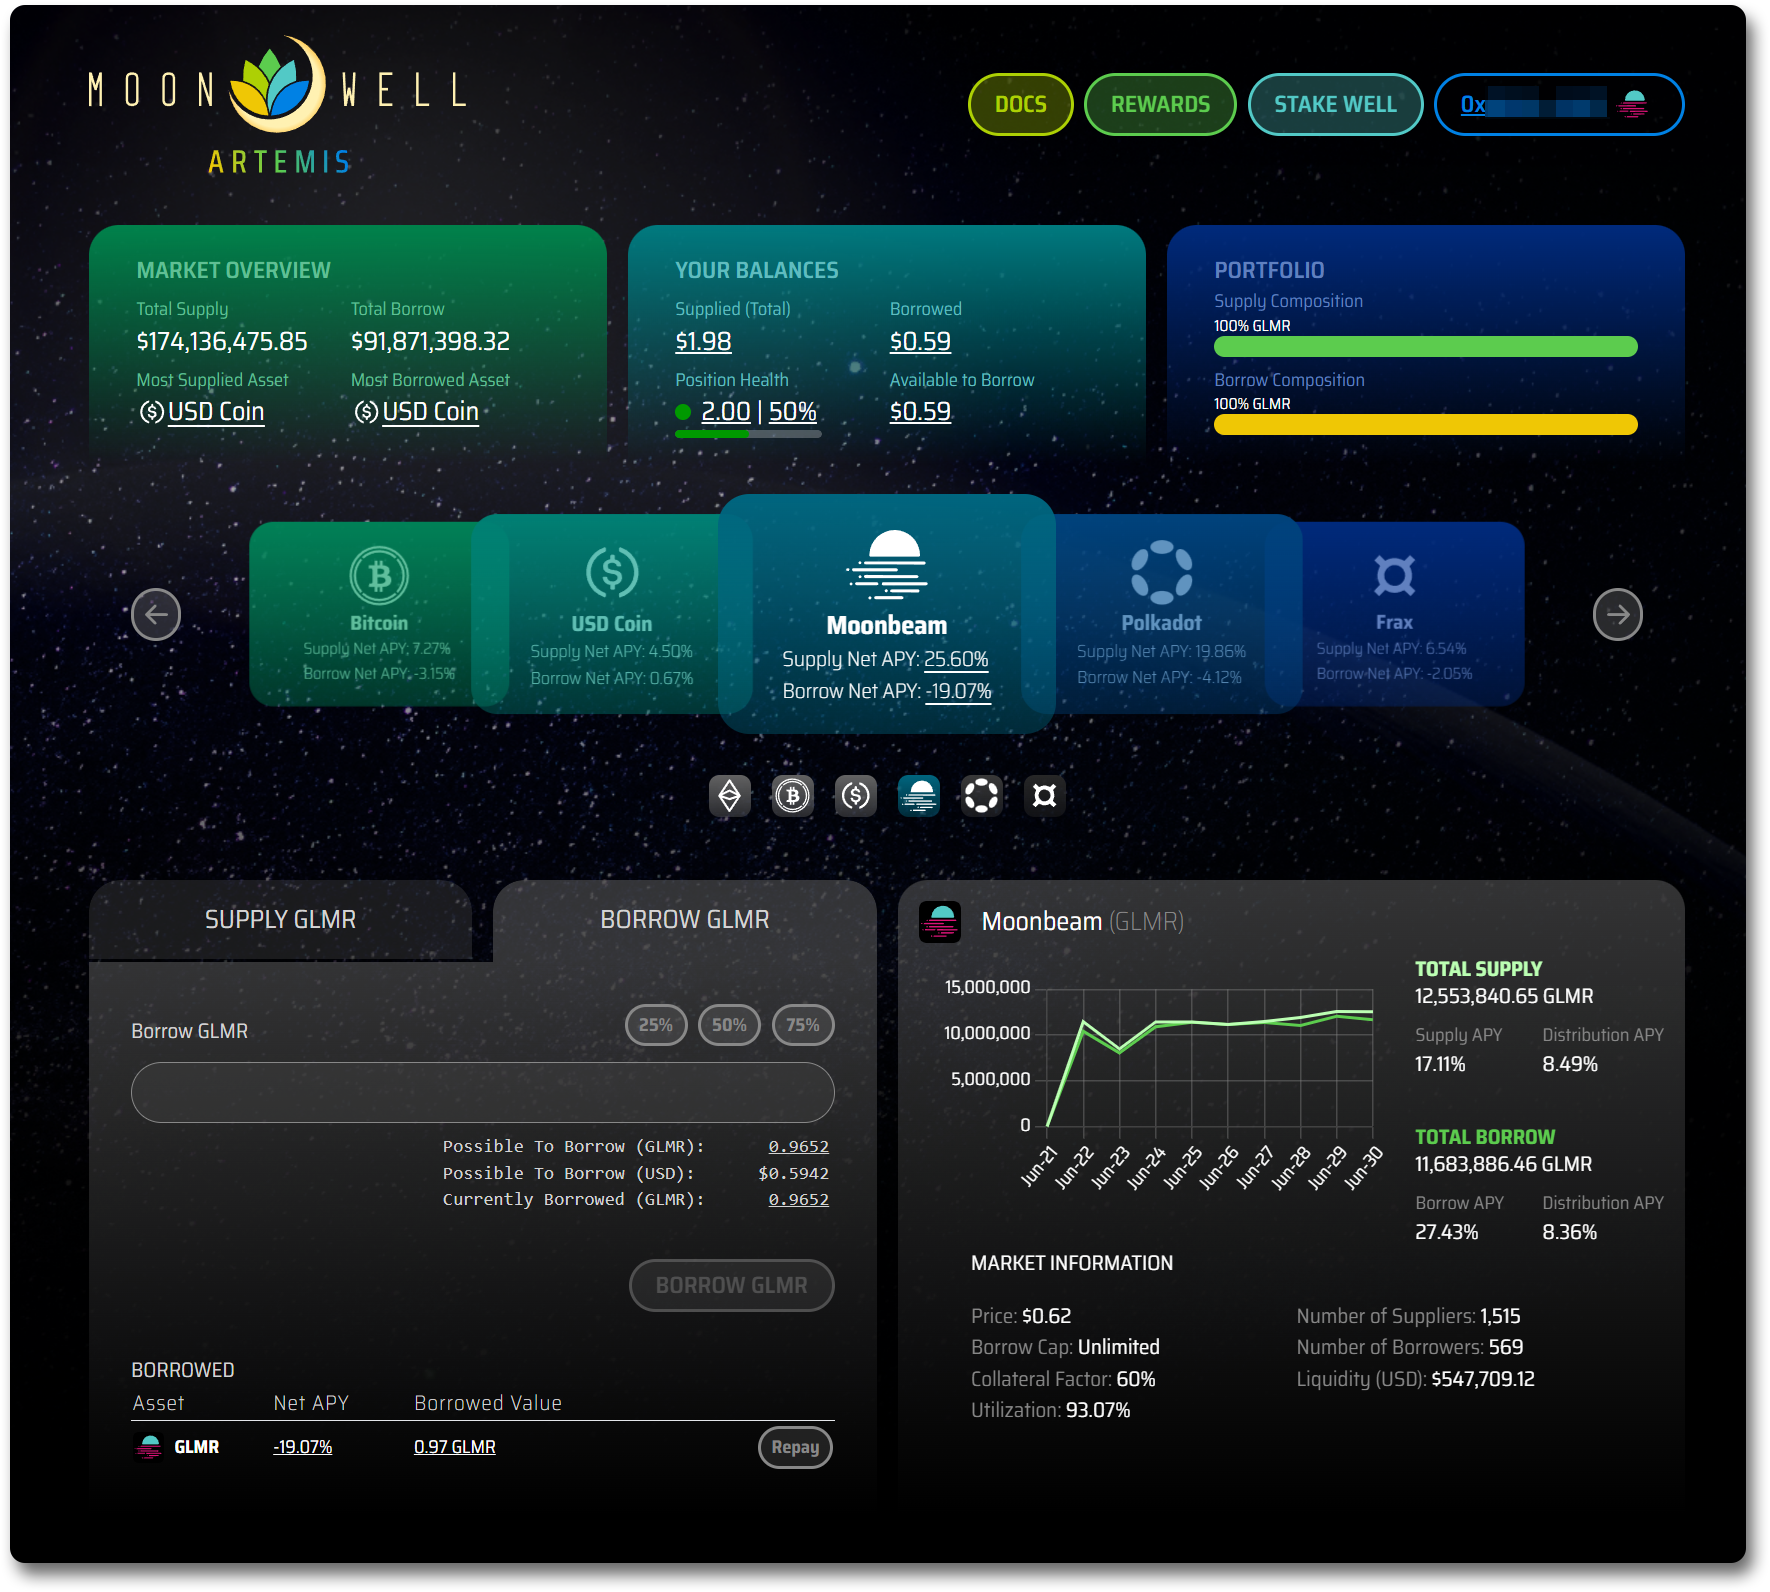 MOONWELL
ARTEMIS
DOCS
REWARDS
STAKE WELL
0x
MARKET OVERVIEW
Total Supply
Total Borrow
$174,136,475.85
$91,871,398.32
Most Supplied Asset
Most Borrowed Asset
USD Coin
USD Coin
YOUR BALANCES
Supplied (Total)
Borrowed
$1.98
$0.59
Position Health
Available to Borrow
2.00 | 50%
$0.59
PORTFOLIO
Supply Composition
100% GLMR
Borrow Composition
100% GLMR
Bitcoin
Supply Net APY: 7.27%
Borrow Net APY: -3.15%
USD Coin
Supply Net APY: 4.50%
Borrow Net APY: 0.67%
Moonbeam
Supply Net APY: 25.60%
Borrow Net APY: -19.07%
Polkadot
Supply Net APY: 19.86%
Borrow Net APY: -4.12%
Frax
Supply Net APY: 6.54%
Borrow Net APY: -2.05%
SUPPLY GLMR
BORROW GLMR
Borrow GLMR
25%
50%
75%
Possible To Borrow (GLMR): 0.9652
Possible To Borrow (USD): $0.5942
Currently Borrowed (GLMR): 0.9652
BORROW GLMR
BORROWED
Asset Net APY Borrowed Value
GLMR -19.07% 0.97 GLMR Repay
Moonbeam (GLMR)
15,000,000
10,000,000
5,000,000
0
Jun-21
Jun-22
Jun-23
Jun-24
Jun-25
Jun-26
Jun-27
Jun-28
Jun-29
Jun-30
TOTAL SUPPLY
12,553,840.65 GLMR
Supply APY
Distribution APY
17.11%
8.49%
TOTAL BORROW
11,683,886.46 GLMR
Borrow APY
Distribution APY
27.43%
8.36%
MARKET INFORMATION
Price: $0.62
Borrow Cap: Unlimited
Collateral Factor: 60%
Utilization: 93.07%
Number of Suppliers: 1,515
Number of Borrowers: 569
Liquidity (USD): $547,709.12